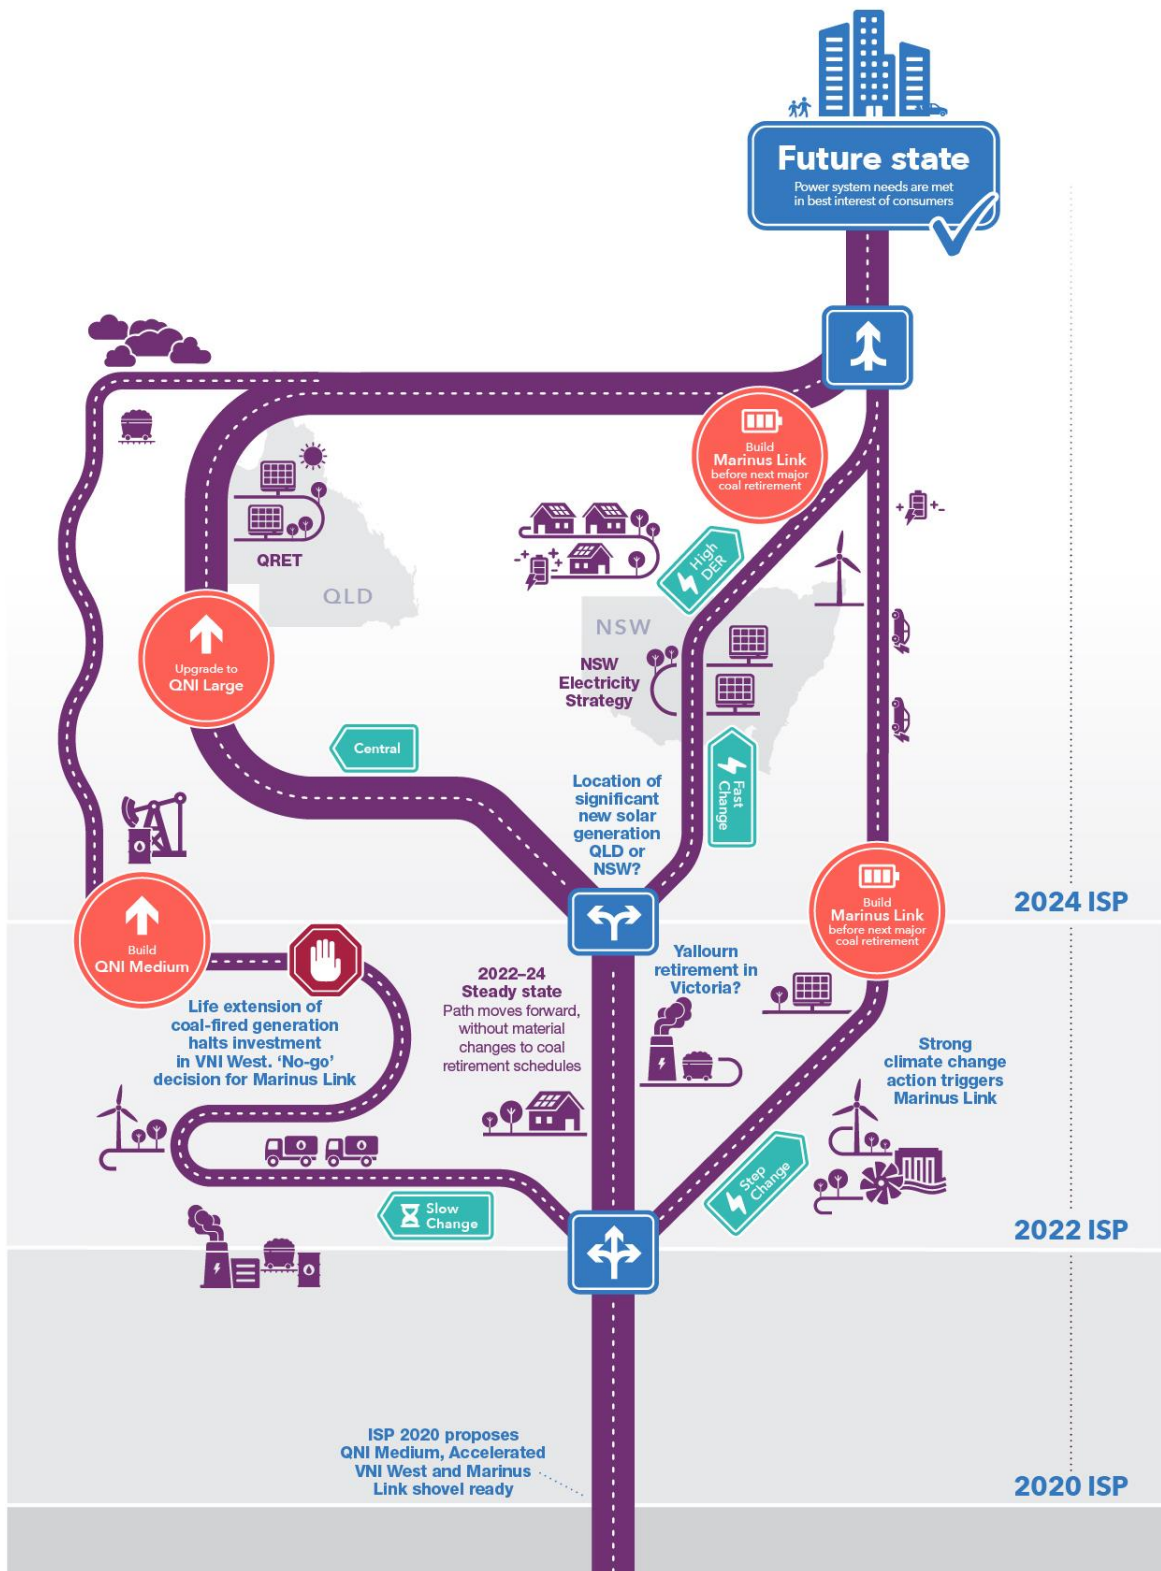 Future state
Power system needs are met
in best interest of consumers
Build
Marinus Link
before next major
coal retirement
QRET
QLD
High
DER
NSW
NSW
Electricity
Strategy
Upgrade to
QNI Large
Central
Fast
Change
Location of
significant
new solar
generation
QLD or
NSW?
Build
Marinus Link
before next major
coal retirement
2024 ISP
Build
QNI Medium
Life extension of
coal-fired generation
halts investment
in VNI West. ‘No-go’
decision for Marinus Link
2022–24
Steady state
Path moves forward,
without material
changes to coal
retirement schedules
Yallourn
retirement in
Victoria?
Strong
climate change
action triggers
Marinus Link
Step
Change
Slow
Change
2022 ISP
ISP 2020 proposes
QNI Medium, Accelerated
VNI West and Marinus
Link shovel ready
2020 ISP